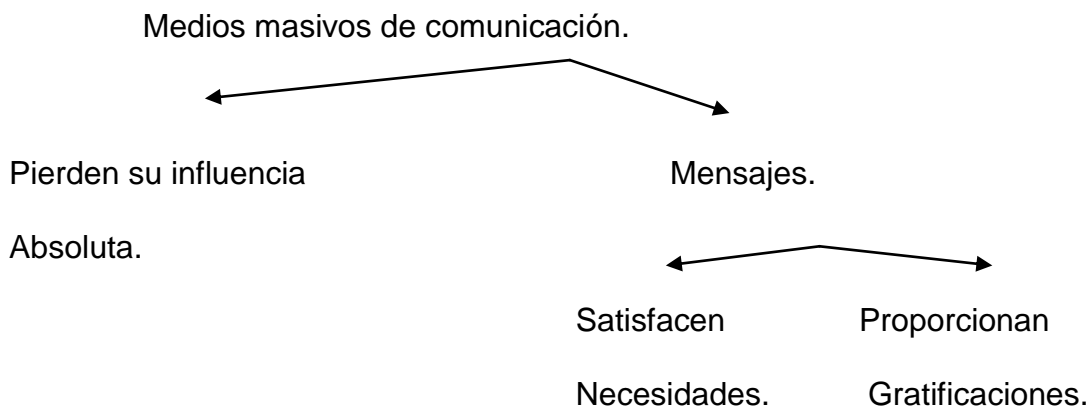 Medios masivos de comunicación.
Pierden su influencia
Absoluta.
Mensajes.
Satisfacen
Necesidades.
Proporcionan
Gratificaciones.